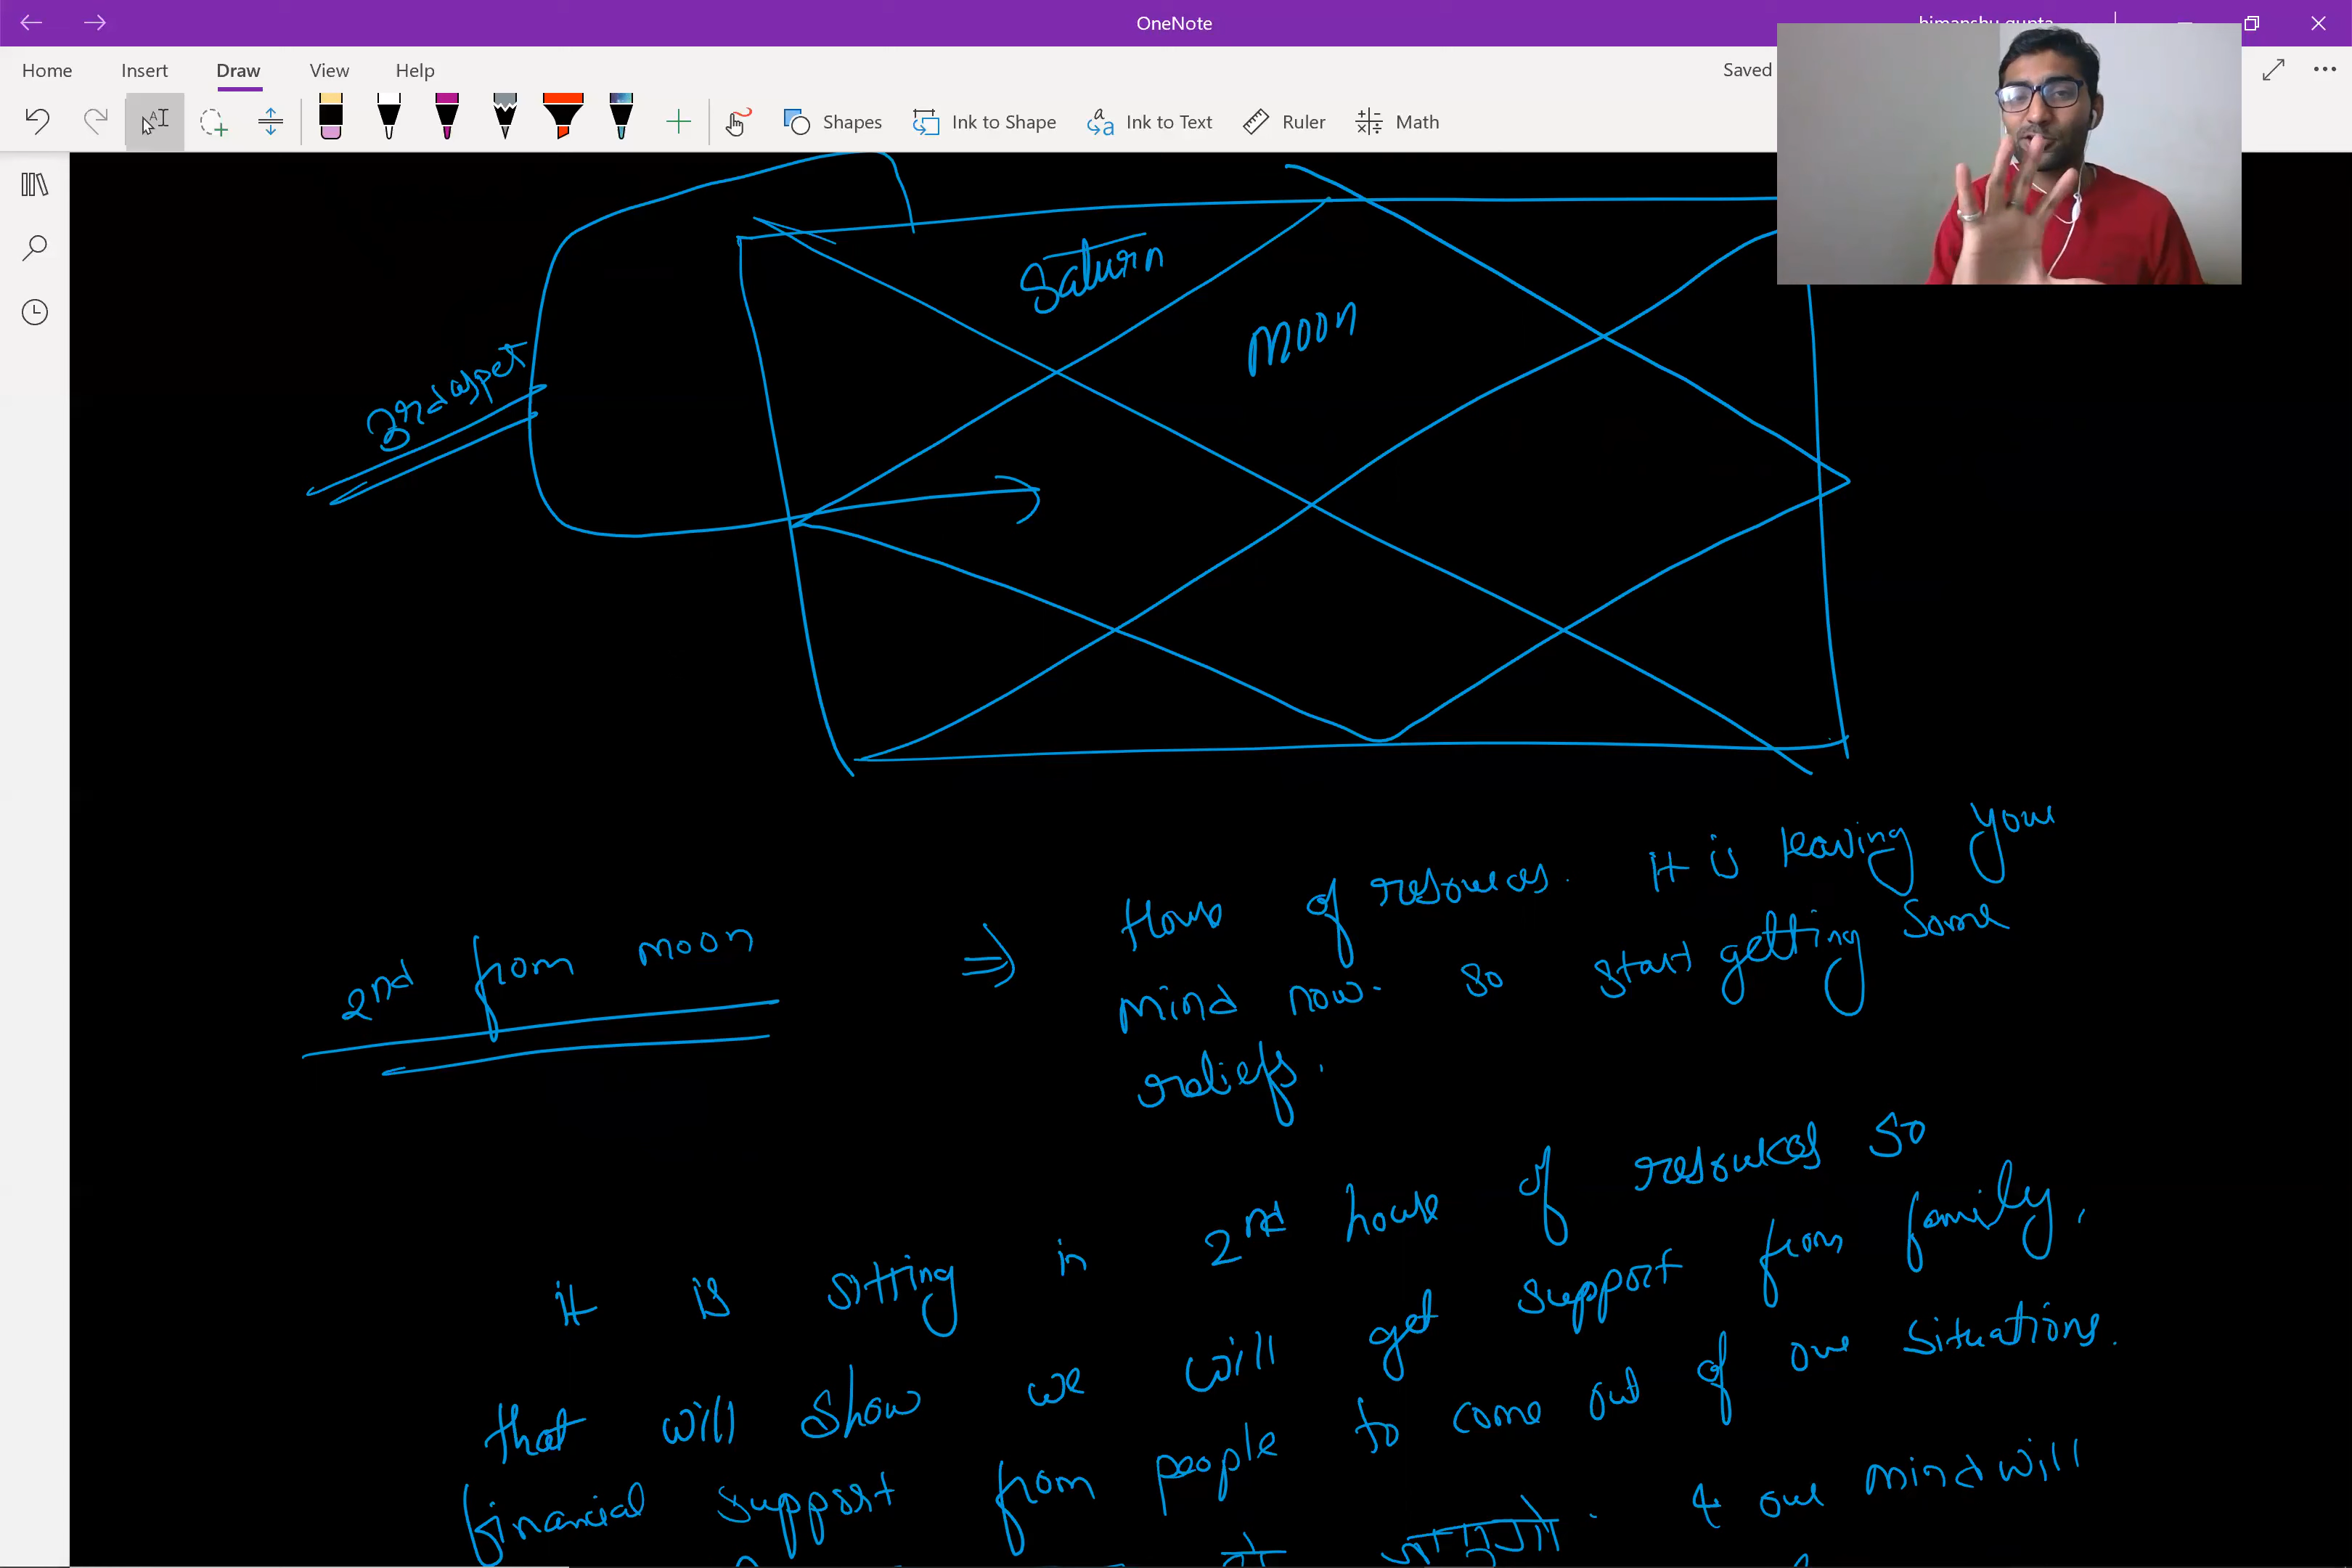 OneNote
himanshu gupta
Home Insert Draw View Help
Saved
Shapes Ink to Shape Ink to Text Ruler Math
Saturn
Moon
3rd aspet
2nd from moon ⇒ House of resources. It is leaving your
mind now. So start getting some
reliefs.
it is sitting in 2nd house of resources so
that will show we will get support from family,
financial support from people to come out of our situations.
& our mind will